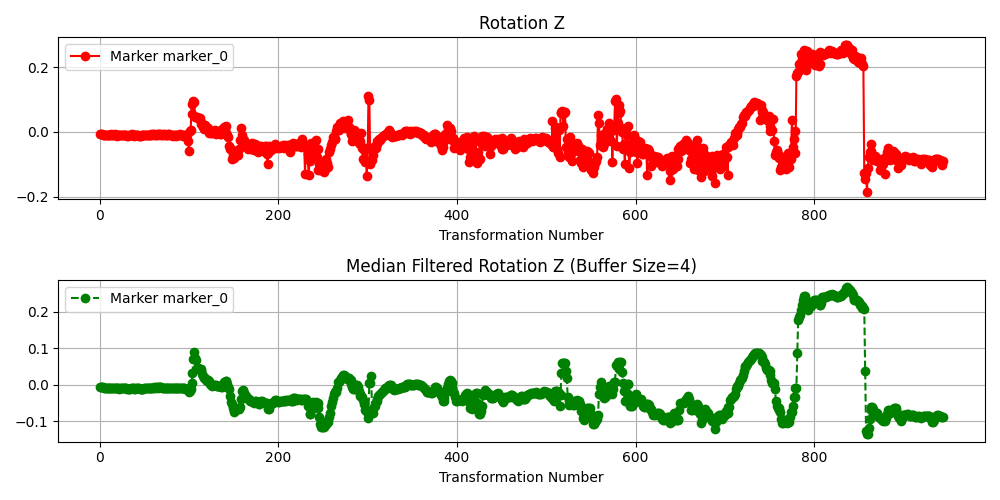 Rotation Z
Marker marker_0
0.2
0.0
−0.2
0 200 400 600 800
Transformation Number
Median Filtered Rotation Z (Buffer Size=4)
Marker marker_0
0.2
0.1
0.0
−0.1
0 200 400 600 800
Transformation Number